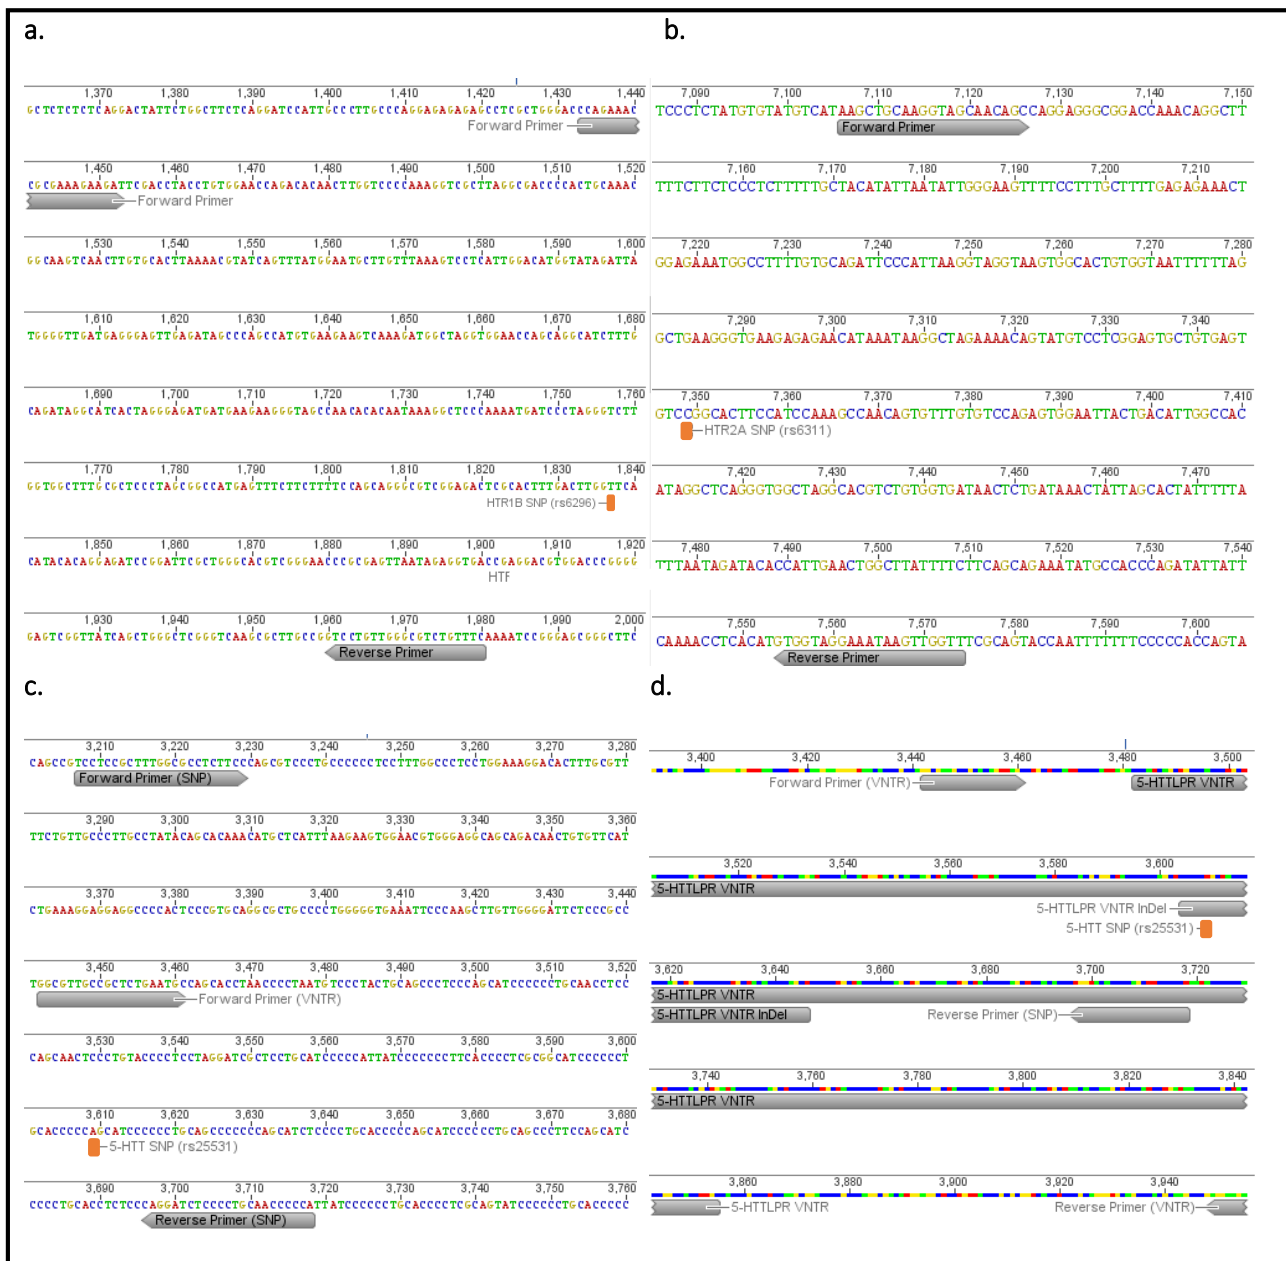 a.
1,370 1,380 1,390 1,400 1,410 1,420 1,430 1,440
GCTCTCTCTCAGGACTATTCTGGCTTCTCAGGATCCATTGCCCTTGCCCAGGAGAGAGAGCCTCGCTGGGACCCAGAAAC
Forward Primer
1,450 1,460 1,470 1,480 1,490 1,500 1,510 1,520
CGCGAAAGAAGATTCGACCTACCTGTGGAACCAGACACAACTTGGTCCCCAAAGGTCGCTTAGGCGACCCCACTGCAAAC
Forward Primer
1,530 1,540 1,550 1,560 1,570 1,580 1,590 1,600
GGCAAGTCAACTTGTGCACTTAAAACGTATCAGTTTATGGAATGCTTGTTTAAAGTCCTCATTGGACATGGTATAGATTA
1,610 1,620 1,630 1,640 1,650 1,660 1,670 1,680
TGGGGTTGATGAGGGAGTTGAGATAGCCCAGCCATGTGAAGAAGTCAAAGATGGCTAGGTGGAACCAGCAGGCATCTTTG
1,690 1,700 1,710 1,720 1,730 1,740 1,750 1,760
CAGATAGGCATCACTAGGGAGATGATGAAGAAGGGTAGCCAACACACAATAAAGGCTCCCAAAATGATCCCTAGGGTCTT
1,770 1,780 1,790 1,800 1,810 1,820 1,830 1,840
GGTGGCTTTGCGCTCCCTAGCGGCCATGAGTTTCTTCTTTTCCAGCAGGGCGTCGGAGACTCGCACTTTGACTTGGTTCA
HTR1B SNP (rs6296)
1,850 1,860 1,870 1,880 1,890 1,900 1,910 1,920
CATACACAGGAGATCCGGATTCGCTGGGCACGTCGGGAACCCGCGAGTTAATAGAGGTGACCGAGGACGTGGACCCGGGG
HTF
1,930 1,940 1,950 1,960 1,970 1,980 1,990 2,000
GAGTCGGTTATCAGCTGGGCTCGGGTCAAGCGCTTGCCGGTCCTGTTGGGCGTCTGTTTCAAAATCCGGGAGCGGGCTTC
Reverse Primer
b.
7,090 7,100 7,110 7,120 7,130 7,140 7,150
TCCCTCTATGTGTATGTCATAAGCTGCAAGGTAGCAACAGCCAGGAGGGCGGACCAAACAGGCTT
Forward Primer
7,160 7,170 7,180 7,190 7,200 7,210
TTTCTTCTCCCTCTTTTTGCTACATATTAATATTGGGAAGTTTTCCTTTGCTTTTGAGAGAAACT
7,220 7,230 7,240 7,250 7,260 7,270 7,280
GGAGAAATGGCCTTTTGTGCAGATTCCCATTAAGGTAGGTAAGTGGCACTGTGGTAATTTTTTAG
7,290 7,300 7,310 7,320 7,330 7,340
GCTGAAGGGTGAAGAGAGAACATAAATAAGGCTAGAAAACAGTATGTCCTCGGAGTGCTGTGAGT
7,350 7,360 7,370 7,380 7,390 7,400 7,410
GTCCGGCACTTCCATCCAAAGCCAACAGTGTTTGTGTCCAGAGTGGAATTACTGACATTGGCCAC
HTR2A SNP (rs6311)
7,420 7,430 7,440 7,450 7,460 7,470
ATAGGCTCAGGGTGGCTAGGCACGTCTGTGGTGATAACTCTGATAAACTATTAGCACTATTTTTA
7,480 7,490 7,500 7,510 7,520 7,530 7,540
TTTAATAGATACACCATTGAACTGGCTTATTTTCTTCAGCAGAAATATGCCACCCAGATATTATT
7,550 7,560 7,570 7,580 7,590 7,600
CAAAACCTCACATGTGGTAGGAAATAAGTTGGTTTCGCAGTACCAATTTTTTTCCCCCACCAGTA
Reverse Primer
c.
3,210 3,220 3,230 3,240 3,250 3,260 3,270 3,280
CAGCCGTCCTCCGCTTTGGCGCCTCTTCCCAGCGTCCCTGCCCCCCTCCTTTGGCCCTCCTGGAAAGGACACTTTGCGTT
Forward Primer (SNP)
3,290 3,300 3,310 3,320 3,330 3,340 3,350 3,360
TTCTGTTGCCCTTGCCTATACAGCACAAACATGCTCATTTAAGAAGTGGAACGTGGGAGGCAGCAGACAACTGTGTTCAT
3,370 3,380 3,390 3,400 3,410 3,420 3,430 3,440
CTGAAAGGAGGAGGCCCCACTCCCGTGCAGGCGCTGCCCCTGGGGGTGAAATTCCCAAGCTTGTTGGGGATTCTCCCGCC
3,450 3,460 3,470 3,480 3,490 3,500 3,510 3,520
TGGCGTTGCCGCTCTGAATGCCAGCACCTAACCCCTAATGTCCCTACTGCAGCCCTCCCAGCATCCCCCCTGCAACCTCC
Forward Primer (VNTR)
3,530 3,540 3,550 3,560 3,570 3,580 3,590 3,600
CAGCAACTCCCTGTACCCCTCCTAGGATCGCTCCTGCATCCCCCATTATCCCCCCCTTCACCCCTCGCGGCATCCCCCCT
3,610 3,620 3,630 3,640 3,650 3,660 3,670 3,680
GCACCCCCAGCATCCCCCCTGCAGCCCCCCCAGCATCTCCCCTGCACCCCCAGCATCCCCCCTGCAGCCCTTCCAGCATC
5-HTT SNP (rs25531)
3,690 3,700 3,710 3,720 3,730 3,740 3,750 3,760
CCCCTGCACCTCTCCCAGGATCTCCCCTGCAACCCCCATTATCCCCCCTGCACCCCTCGCAGTATCCCCCCTGCACCCCC
Reverse Primer (SNP)
d.
3,400 3,420 3,440 3,460 3,480 3,500
Forward Primer (VNTR) 5-HTTLPR VNTR
3,520 3,540 3,560 3,580 3,600
5-HTTLPR VNTR
5-HTTLPR VNTR InDel
5-HTT SNP (rs25531)
3,620 3,640 3,660 3,680 3,700 3,720
5-HTTLPR VNTR
5-HTTLPR VNTR InDel Reverse Primer (SNP)
3,740 3,760 3,780 3,800 3,820 3,840
5-HTTLPR VNTR
3,860 3,880 3,900 3,920 3,940
5-HTTLPR VNTR Reverse Primer (VNTR)